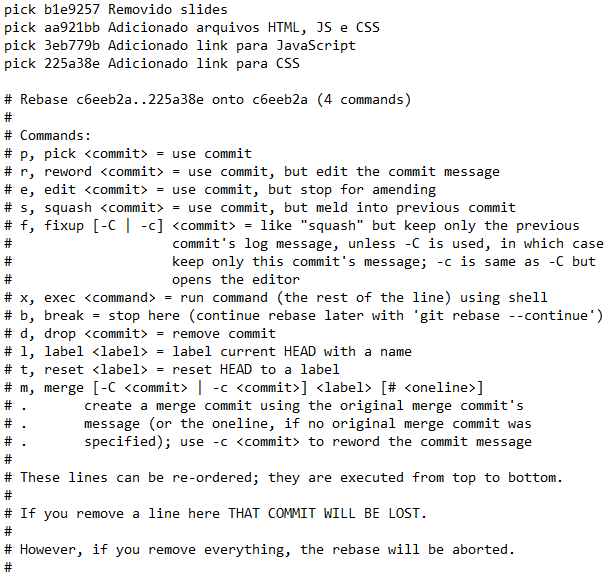 pick b1e9257 Removido slides
pick aa921bb Adicionado arquivos HTML, JS e CSS
pick 3eb779b Adicionado link para JavaScript
pick 225a38e Adicionado link para CSS

# Rebase c6eeb2a..225a38e onto c6eeb2a (4 commands)
#
# Commands:
# p, pick <commit> = use commit
# r, reword <commit> = use commit, but edit the commit message
# e, edit <commit> = use commit, but stop for amending
# s, squash <commit> = use commit, but meld into previous commit
# f, fixup [-C | -c] <commit> = like "squash" but keep only the previous
#                    commit's log message, unless -C is used, in which case
#                    keep only this commit's message; -c is same as -C but
#                    opens the editor
# x, exec <command> = run command (the rest of the line) using shell
# b, break = stop here (continue rebase later with 'git rebase --continue')
# d, drop <commit> = remove commit
# l, label <label> = label current HEAD with a name
# t, reset <label> = reset HEAD to a label
# m, merge [-C <commit> | -c <commit>] <label> [# <oneline>]
# .       create a merge commit using the original merge commit's
# .       message (or the oneline, if no original merge commit was
# .       specified); use -c <commit> to reword the commit message
#
# These lines can be re-ordered; they are executed from top to bottom.
#
# If you remove a line here THAT COMMIT WILL BE LOST.
#
# However, if you remove everything, the rebase will be aborted.
#